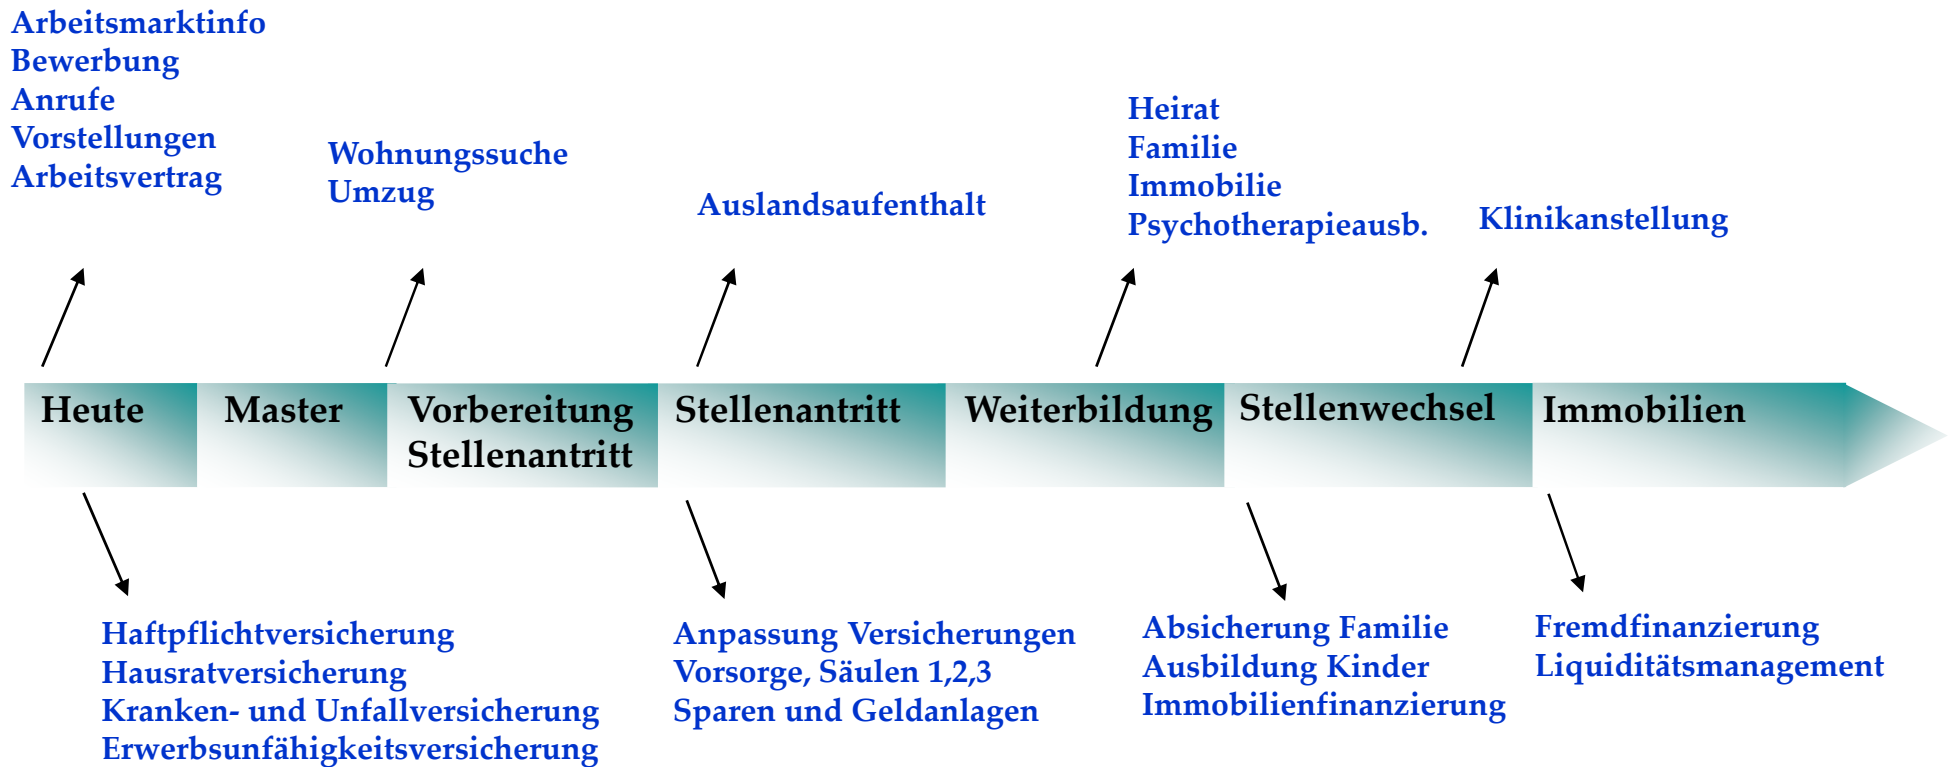 Arbeitsmarktinfo
Bewerbung
Anrufe
Vorstellungen
Arbeitsvertrag
Wohnungssuche
Umzug
Auslandsaufenthalt
Heirat
Familie
Immobilie
Psychotherapieausb.
Klinikanstellung
Heute
Master
Vorbereitung
Stellenantritt
Stellenantritt
Weiterbildung
Stellenwechsel
Immobilien
Haftpflichtversicherung
Hausratversicherung
Kranken- und Unfallversicherung
Erwerbsunfähigkeitsversicherung
Anpassung Versicherungen
Vorsorge, Säulen 1,2,3
Sparen und Geldanlagen
Absicherung Familie
Ausbildung Kinder
Immobilienfinanzierung
Fremdfinanzierung
Liquiditätsmanagement